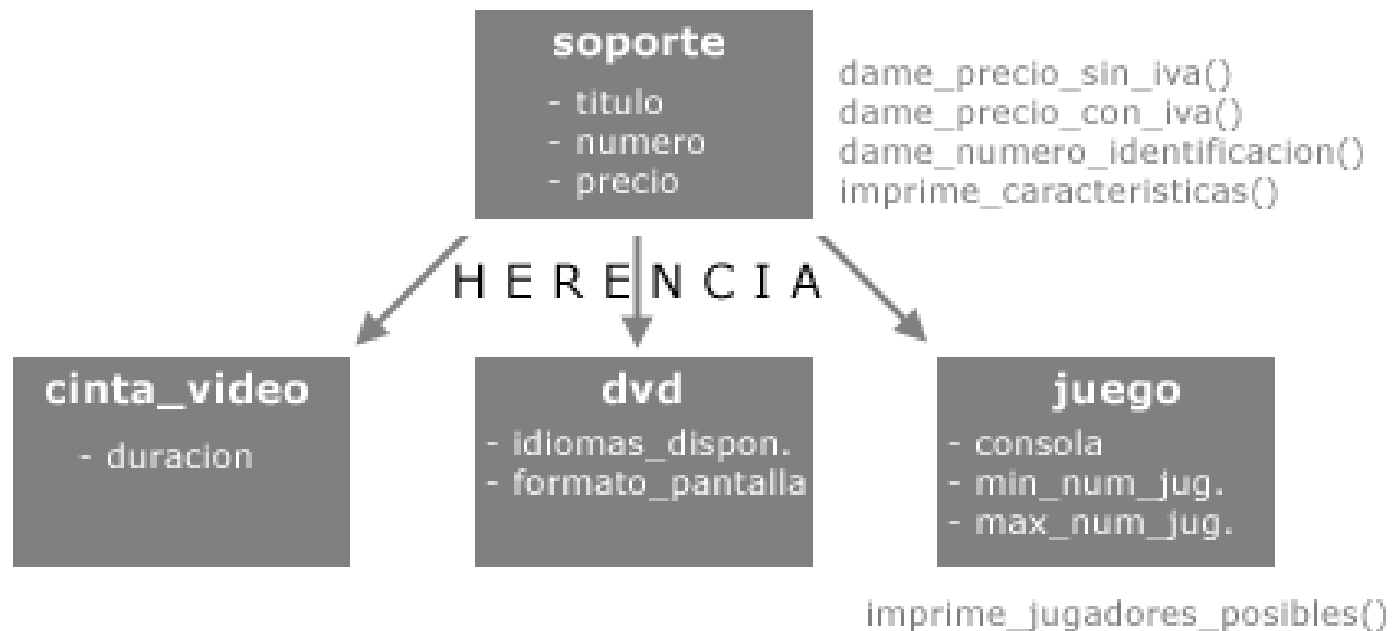 soporte
- titulo
- numero
- precio
dame_precio_sin_iva()
dame_precio_con_iva()
dame_numero_identificacion()
imprime_caracteristicas()
HERENCIA
cinta_video
- duracion
dvd
- idiomas_dispon.
- formato_pantalla
juego
- consola
- min_num_jug.
- max_num_jug.
imprime_jugadores_posibles()